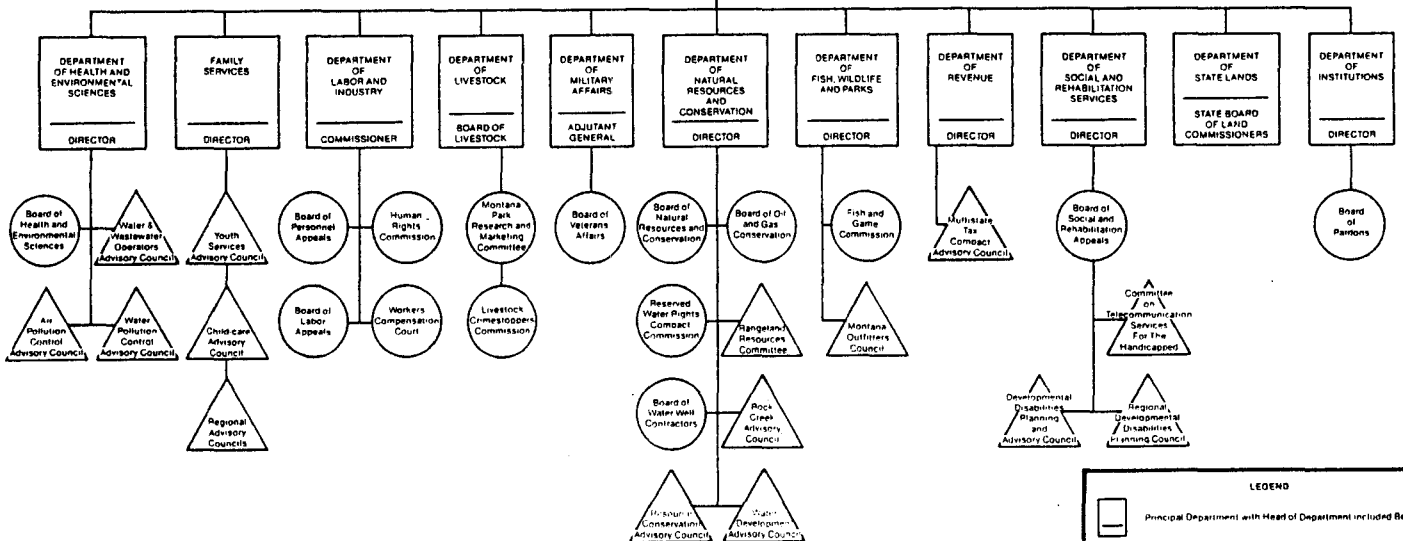 DEPARTMENT
OF HEALTH AND
ENVIRONMENTAL
SCIENCES
DIRECTOR
FAMILY
SERVICES
DIRECTOR
DEPARTMENT
OF
LABOR AND
INDUSTRY
COMMISSIONER
DEPARTMENT
OF
LIVESTOCK
BOARD OF
LIVESTOCK
DEPARTMENT
OF
MILITARY
AFFAIRS
ADJUTANT
GENERAL
DEPARTMENT
OF
NATURAL
RESOURCES
AND
CONSERVATION
DIRECTOR
DEPARTMENT
OF
FISH, WILDLIFE
AND PARKS
DIRECTOR
DEPARTMENT
OF
REVENUE
DIRECTOR
DEPARTMENT
OF
SOCIAL AND
REHABILITATION
SERVICES
DIRECTOR
DEPARTMENT
OF
STATE LANDS
STATE BOARD
OF LAND
COMMISSIONERS
DEPARTMENT
OF
INSTITUTIONS
DIRECTOR
Board of
Health and
Environmental
Sciences
Water &
Wastewater
Operators
Advisory Council
Air
Pollution
Control
Advisory Council
Water
Pollution
Control
Advisory Council
Youth
Services
Advisory Council
Child-care
Advisory
Council
Regional
Advisory
Councils
Board of
Personnel
Appeals
Human
Rights
Commission
Board of
Labor
Appeals
Workers
Compensation
Court
Montana
Park
Research and
Marketing
Committee
Livestock
Crimestoppers
Commission
Board of
Veterans
Affairs
Board of
Natural
Resources and
Conservation
Board of Oil
and Gas
Conservation
Reserved
Water Rights
Compact
Commission
Rangeland
Resources
Committee
Board of
Water Well
Contractors
Rock
Creek
Advisory
Council
Resource
Conservation
Advisory Council
Water
Development
Advisory Council
Fish and
Game
Commission
Montana
Outfitters
Council
Multistate
Tax
Compact
Advisory Council
Board of
Social and
Rehabilitation
Appeals
Committee
on
Telecommunication
Services
For The
Handicapped
Developmental
Disabilities
Planning
and
Advisory Council
Regional
Developmental
Disabilities
Planning Council
Board
of
Pardons
LEGEND
Principal Department with Head of Department included Be